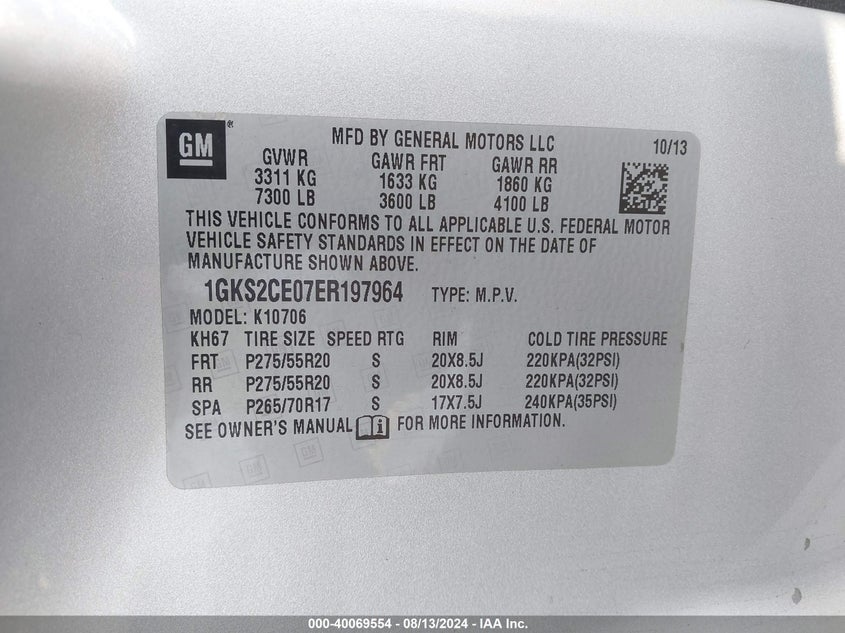 GM®
MFD BY GENERAL MOTORS LLC 10/13
GVWR GAWR FRT GAWR RR
3311 KG 1633 KG 1860 KG
7300 LB 3600 LB 4100 LB
THIS VEHICLE CONFORMS TO ALL APPLICABLE U.S. FEDERAL MOTOR
VEHICLE SAFETY STANDARDS IN EFFECT ON THE DATE OF
MANUFACTURE SHOWN ABOVE.
1GKS2CE07ER197964 TYPE: M.P.V.
MODEL: K10706
KH67 TIRE SIZE SPEED RTG RIM COLD TIRE PRESSURE
FRT P275/55R20 S 20X8.5J 220KPA(32PSI)
RR P275/55R20 S 20X8.5J 220KPA(32PSI)
SPA P265/70R17 S 17X7.5J 240KPA(35PSI)
SEE OWNER'S MANUAL i FOR MORE INFORMATION.
000-40069554 — 08/13/2024 — IAA Inc.